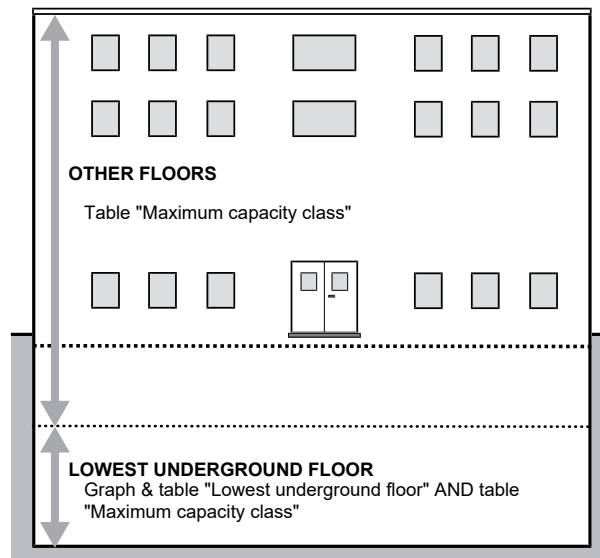 OTHER FLOORS
Table "Maximum capacity class"
LOWEST UNDERGROUND FLOOR
Graph & table "Lowest underground floor" AND table
"Maximum capacity class"